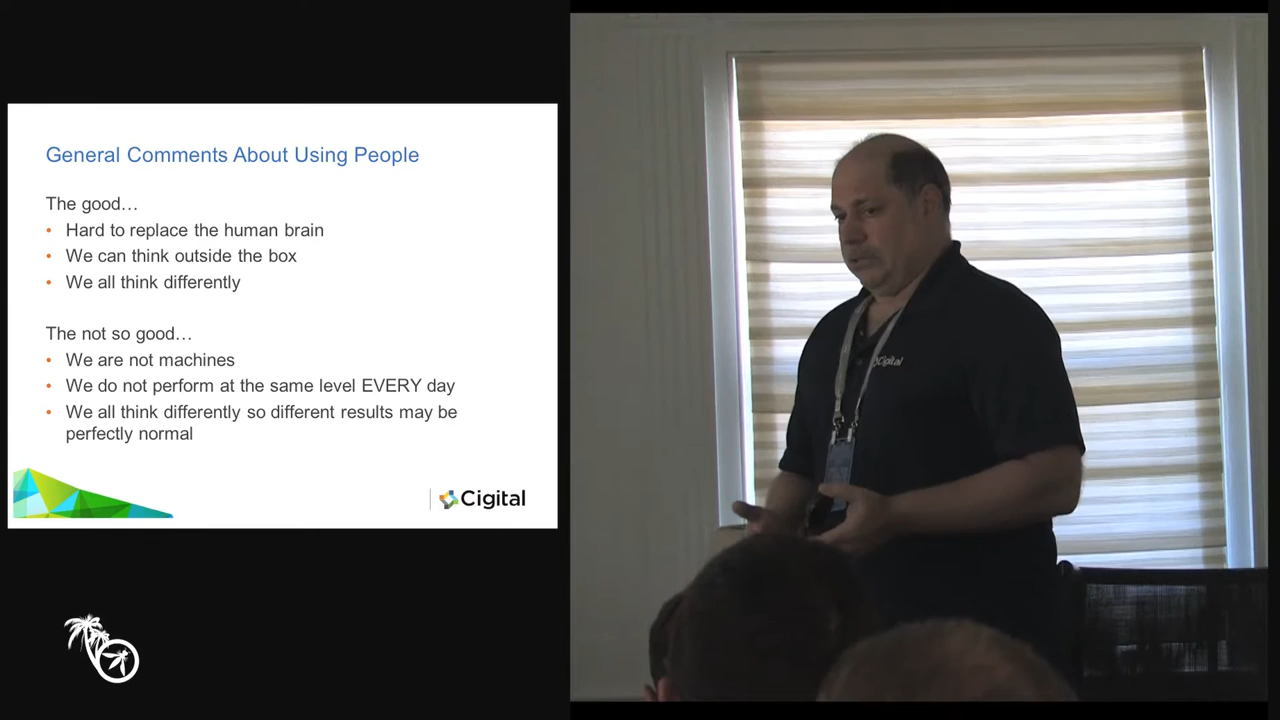 General Comments About Using People
The good…
• Hard to replace the human brain
• We can think outside the box
• We all think differently
The not so good…
• We are not machines
• We do not perform at the same level EVERY day
• We all think differently so different results may be
perfectly normal
Cigital
Cigital